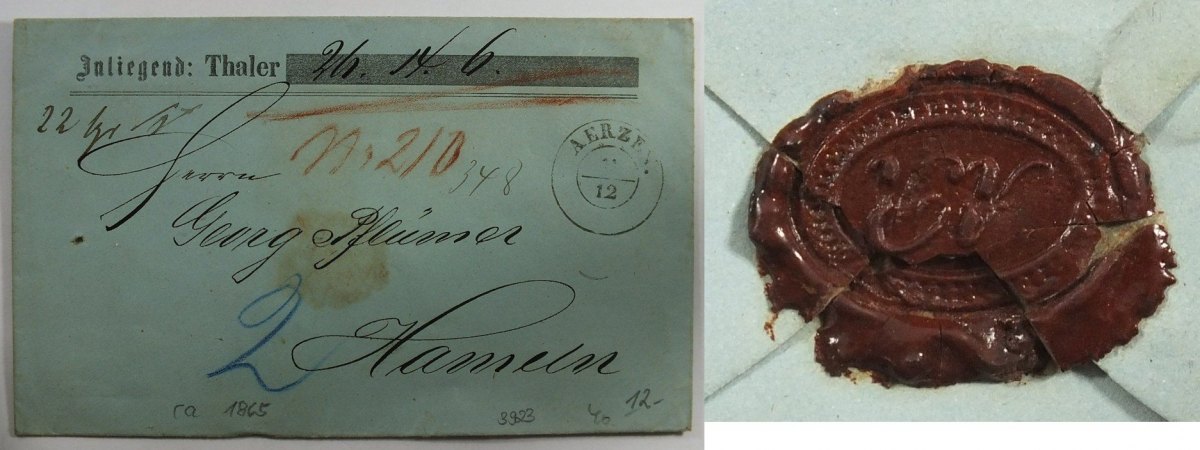 Inliegend: Thaler 26. 14. 6.
22
No 210
348
AERZEN.
12
Herrn
Georg Pflümer
2
Hameln
ca 1865
3923
12-